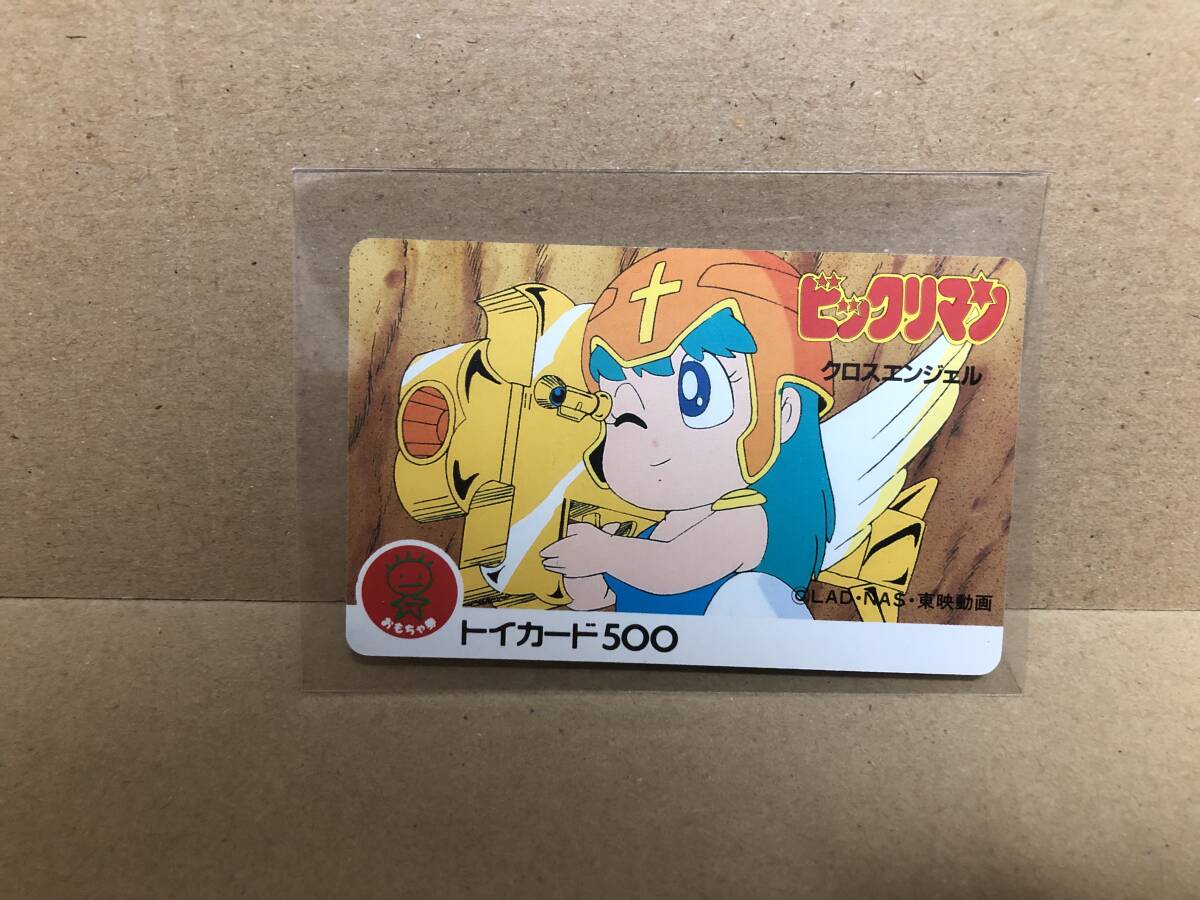 ビックリマン
クロスエンジェル
©LAD・NAS・東映動画
おもちゃ券
トイカード500